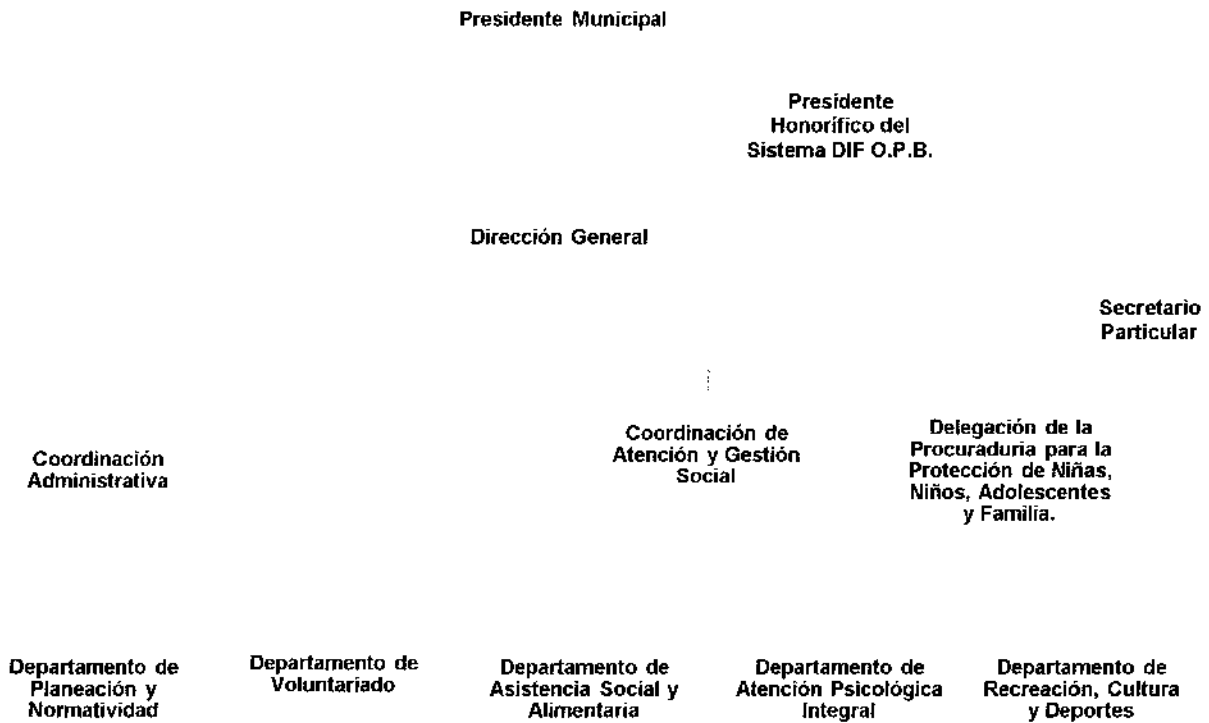 Presidente Municipal
Presidente
Honorífico del
Sistema DIF O.P.B.
Dirección General
Secretario
Particular
Coordinación
Administrativa
Coordinación de
Atención y Gestión
Social
Delegación de la
Procuraduria para la
Protección de Niñas,
Niños, Adolescentes
y Familia.
Departamento de
Planeación y
Normatividad
Departamento de
Voluntariado
Departamento de
Asistencia Social y
Alimentaria
Departamento de
Atención Psicológica
Integral
Departamento de
Recreación, Cultura
y Deportes